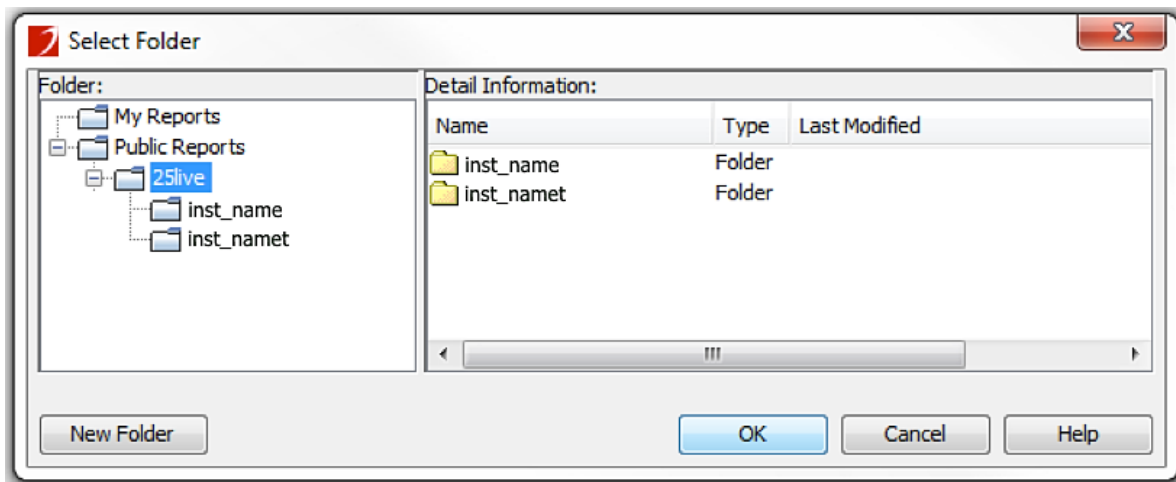 Select Folder
Folder:
My Reports
Public Reports
25live
inst_name
inst_namet
Detail Information:
Name Type Last Modified
inst_name Folder
inst_namet Folder
New Folder OK Cancel Help